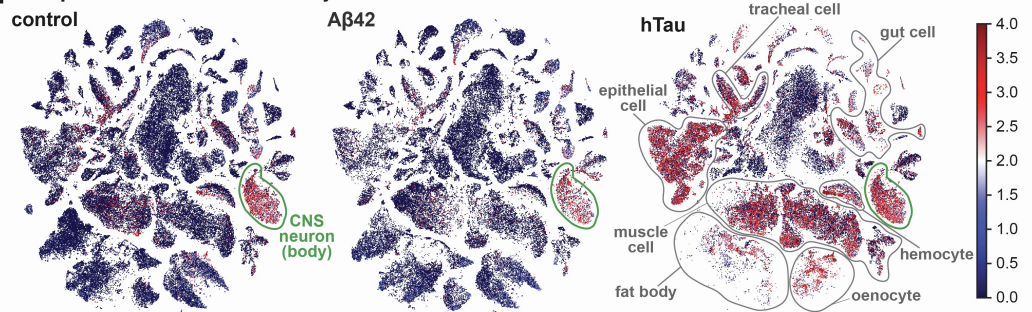 control
Aβ42
hTau
tracheal cell
gut cell
epithelial
cell
CNS
neuron
(body)
muscle
cell
fat body
hemocyte
oenocyte
4.0
3.5
3.0
2.5
2.0
1.5
1.0
0.5
0.0